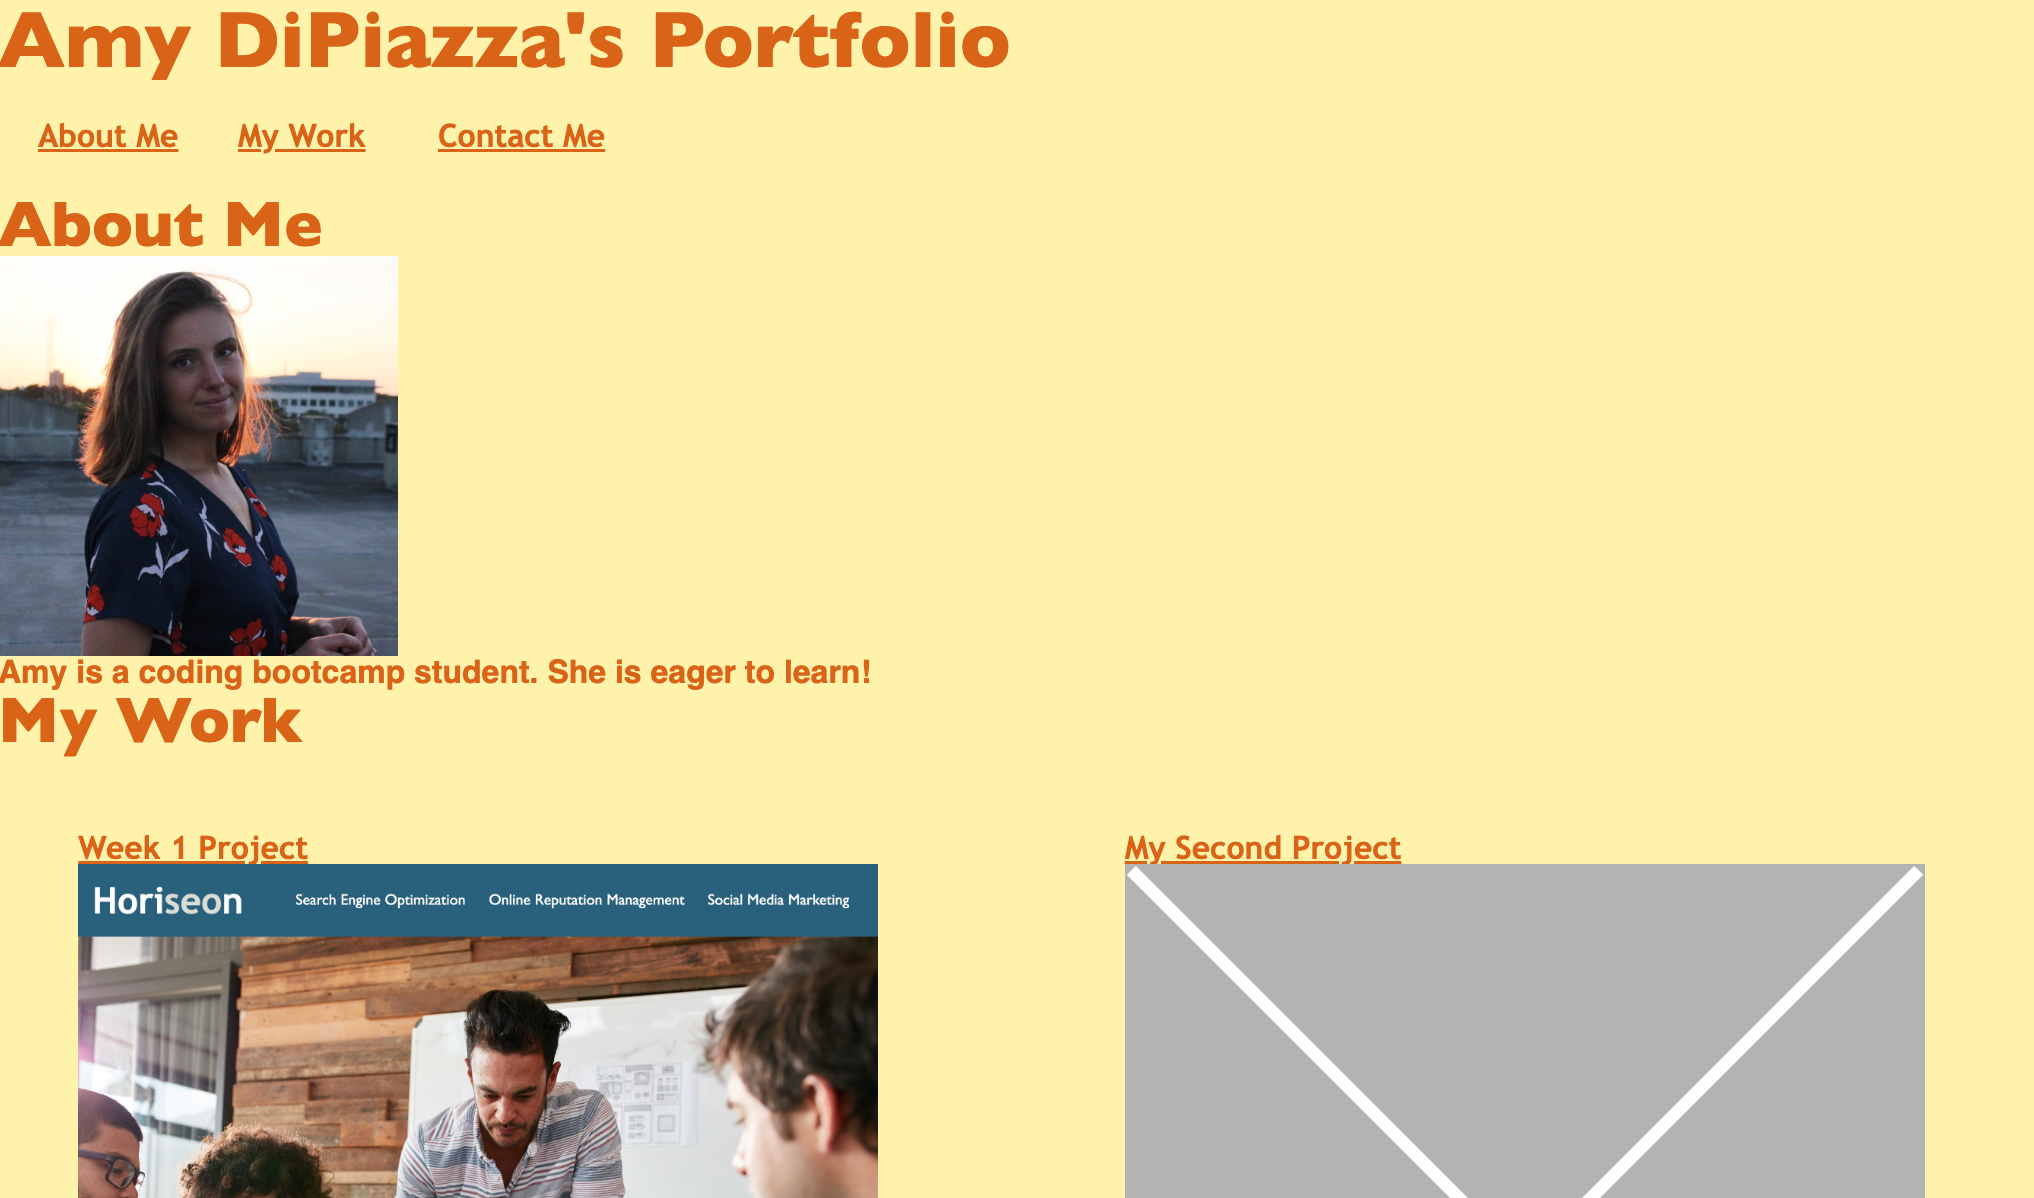 Amy DiPiazza's Portfolio
About Me My Work Contact Me
About Me
Amy is a coding bootcamp student. She is eager to learn!
My Work
Week 1 Project My Second Project
Horiseon Search Engine Optimization Online Reputation Management Social Media Marketing